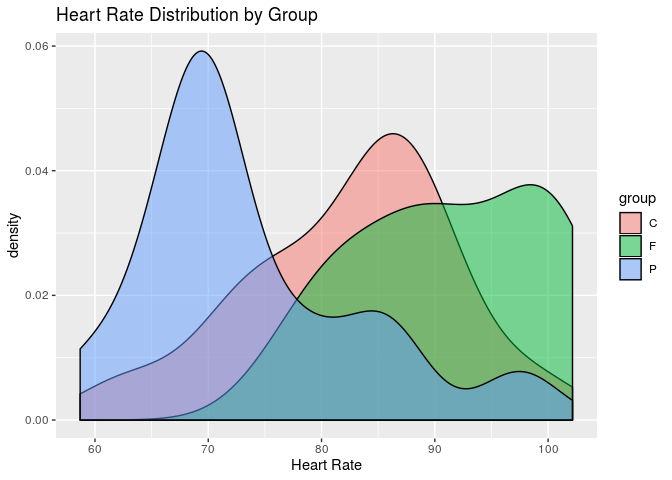 Heart Rate Distribution by Group
0.06
0.04
0.02
0.00
density
60 70 80 90 100
Heart Rate
group
C
F
P